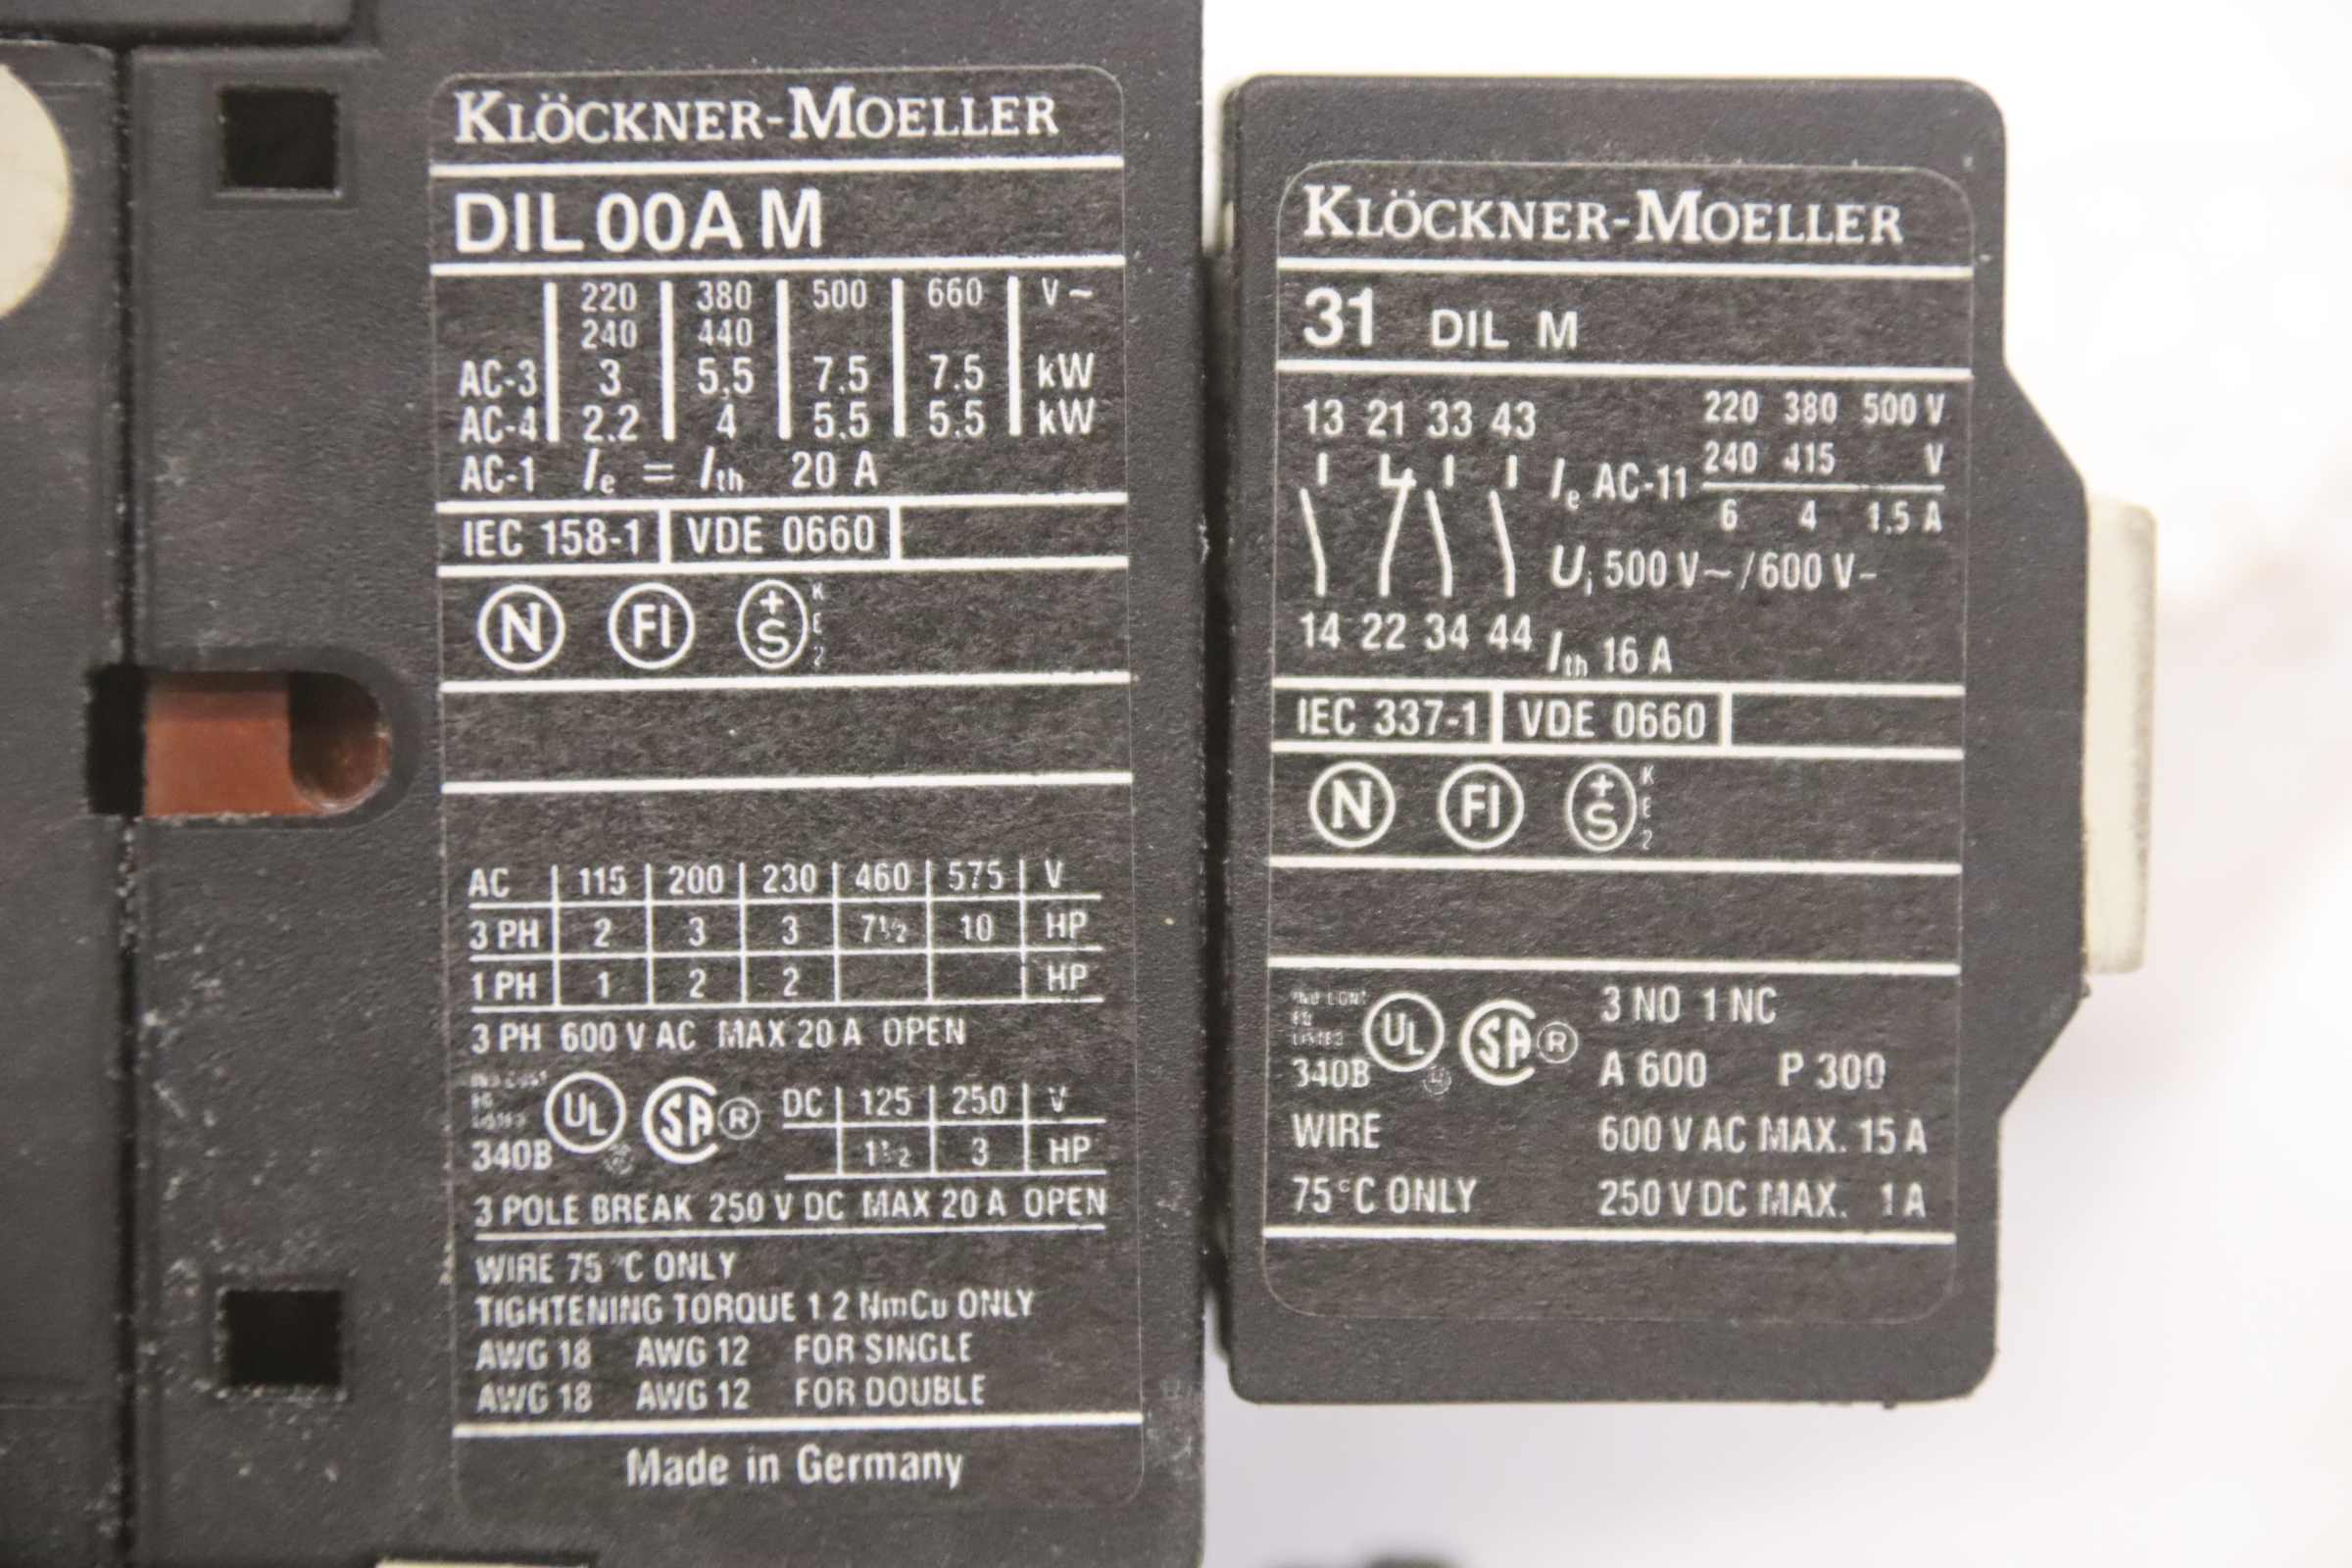 KLÖCKNER-MOELLER
DIL 00A M
220 380 500 660 V~
240 440
AC-3 3 5,5 7.5 7.5 kW
AC-4 2.2 4 5.5 5.5 kW
AC-1 Ie = Ith 20 A
IEC 158-1 VDE 0660
N FI +S KE2
AC 115 200 230 460 575 V
3 PH 2 3 3 7½ 10 HP
1 PH 1 2 2 HP
3 PH 600 V AC MAX 20 A OPEN
340B UL SA ® DC 125 250 V
1½ 3 HP
3 POLE BREAK 250 V DC MAX 20 A OPEN
WIRE 75 °C ONLY
TIGHTENING TORQUE 1 2 NmCu ONLY
AWG 18 AWG 12 FOR SINGLE
AWG 18 AWG 12 FOR DOUBLE
Made in Germany
KLÖCKNER-MOELLER
31 DIL M
13 21 33 43
220 380 500 V
Ie AC-11 240 415 V
6 4 1.5 A
Ui 500 V~/600 V-
14 22 34 44 Ith 16 A
IEC 337-1 VDE 0660
N FI +S KE2
3 NO 1 NC
340B UL SA ® A 600 P 300
WIRE 600 V AC MAX. 15 A
75°C ONLY 250 V DC MAX. 1 A